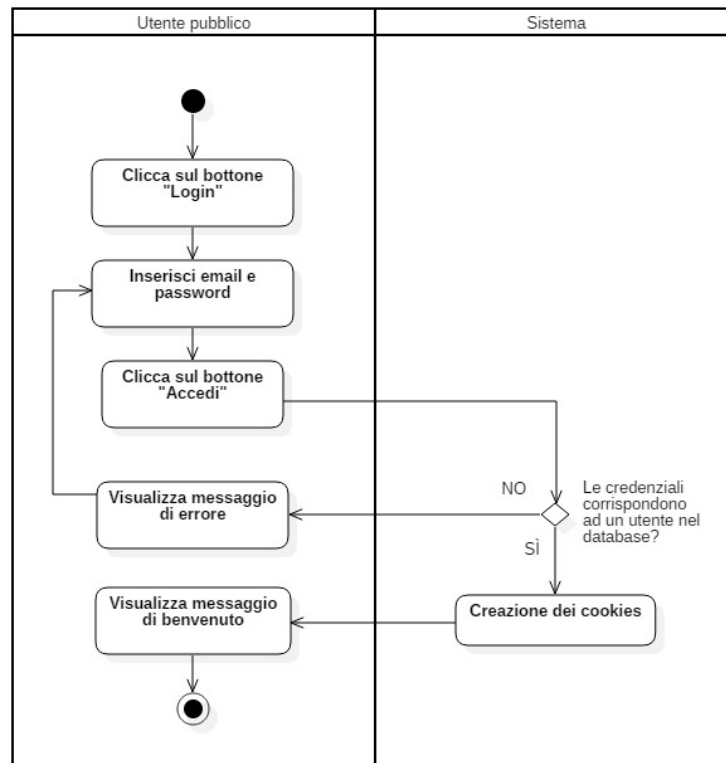 Utente pubblico
Sistema
Clicca sul bottone
"Login"
Inserisci email e
password
Clicca sul bottone
"Accedi"
NO
Le credenziali
corrispondono
ad un utente nel
database?
Visualizza messaggio
di errore
SÌ
Visualizza messaggio
di benvenuto
Creazione dei cookies